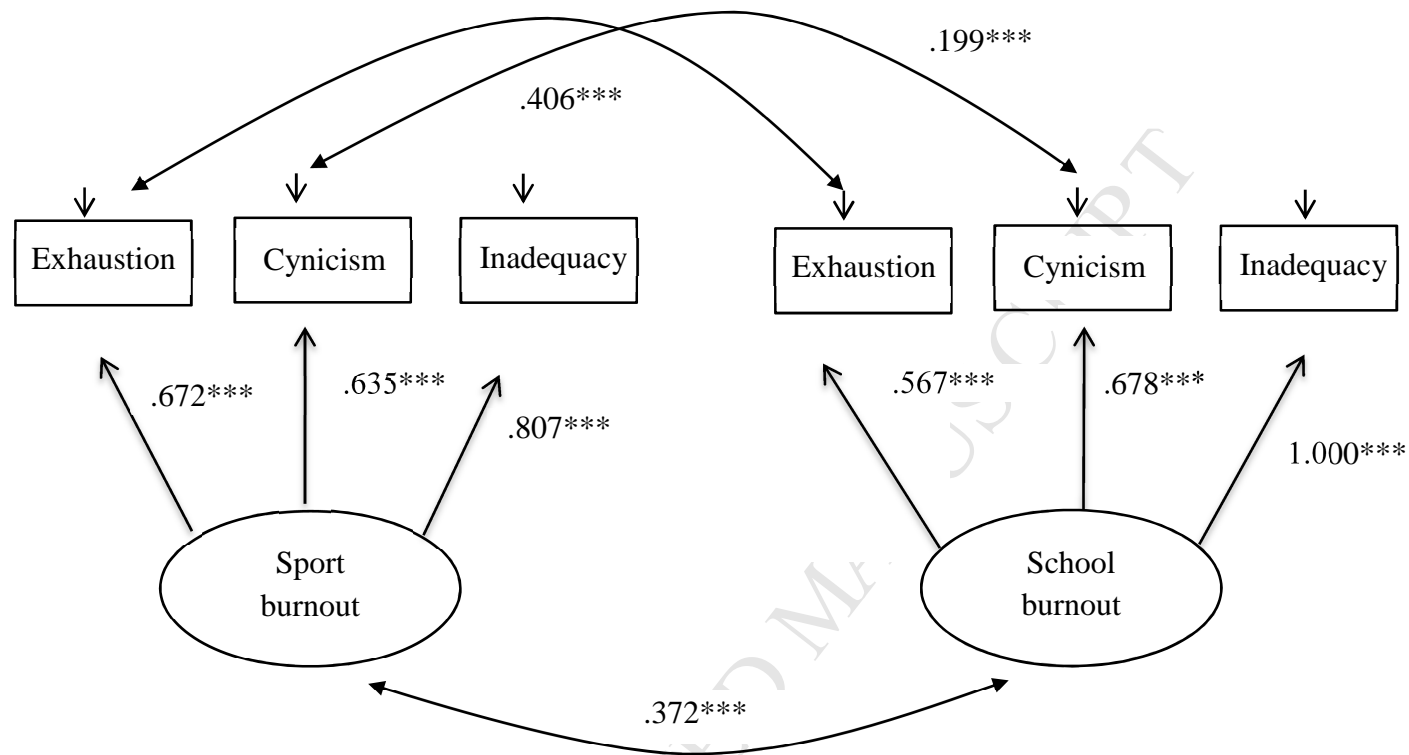 .199***
.406***
Exhaustion
Cynicism
Inadequacy
Exhaustion
Cynicism
Inadequacy
.672***
.635***
.807***
.567***
.678***
1.000***
Sport
burnout
School
burnout
.372***